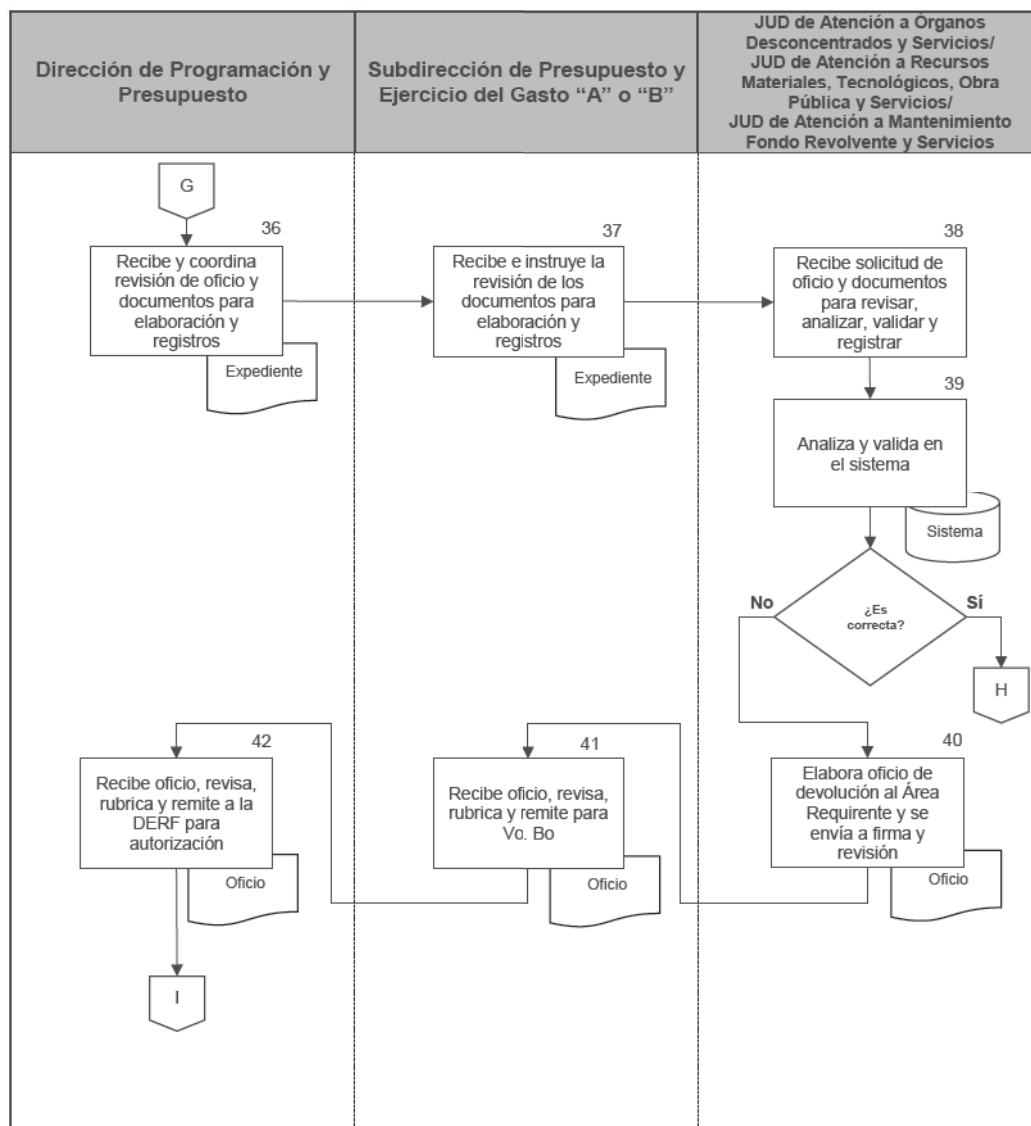 Dirección de Programación y
Presupuesto
Subdirección de Presupuesto y
Ejercicio del Gasto “A” o “B”
JUD de Atención a Órganos
Desconcentrados y Servicios/
JUD de Atención a Recursos
Materiales, Tecnológicos, Obra
Pública y Servicios/
JUD de Atención a Mantenimiento
Fondo Revolvente y Servicios
G
36
Recibe y coordina
revisión de oficio y
documentos para
elaboración y
registros
Expediente
37
Recibe e instruye la
revisión de los
documentos para
elaboración y
registros
Expediente
38
Recibe solicitud de
oficio y documentos
para revisar,
analizar, validar y
registrar
39
Analiza y valida en
el sistema
Sistema
¿Es
correcta?
No
Sí
H
40
Elabora oficio de
devolución al Área
Requirente y se
envía a firma y
revisión
Oficio
41
Recibe oficio, revisa,
rubrica y remite para
Vo. Bo
Oficio
42
Recibe oficio, revisa,
rubrica y remite a la
DERF para
autorización
Oficio
I